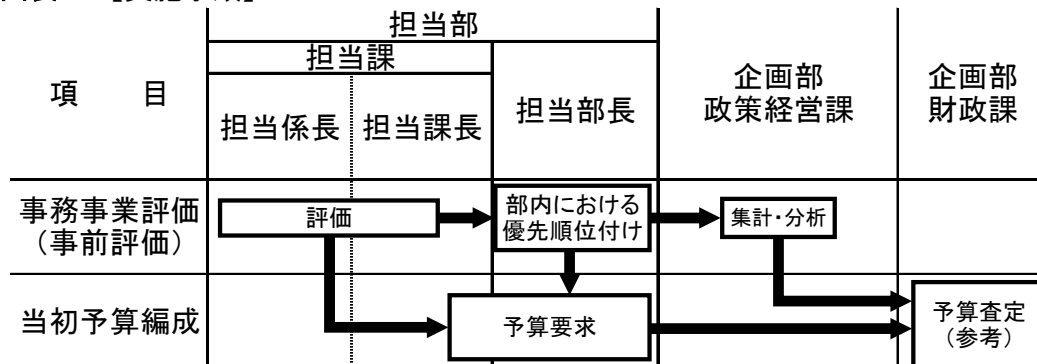 担当部
担当課
項　目
担当係長
担当課長
担当部長
企画部
政策経営課
企画部
財政課
事務事業評価
（事前評価）
評価
部内における
優先順位付け
集計・分析
当初予算編成
予算要求
予算査定
（参考）